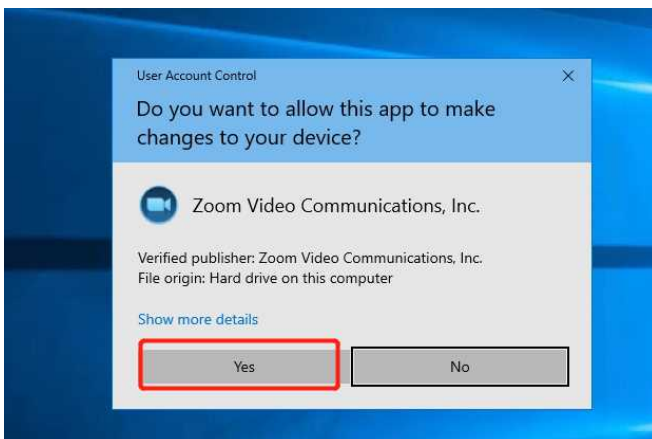 User Account Control
Do you want to allow this app to make
changes to your device?
Zoom Video Communications, Inc.
Verified publisher: Zoom Video Communications, Inc.
File origin: Hard drive on this computer
Show more details
Yes
No